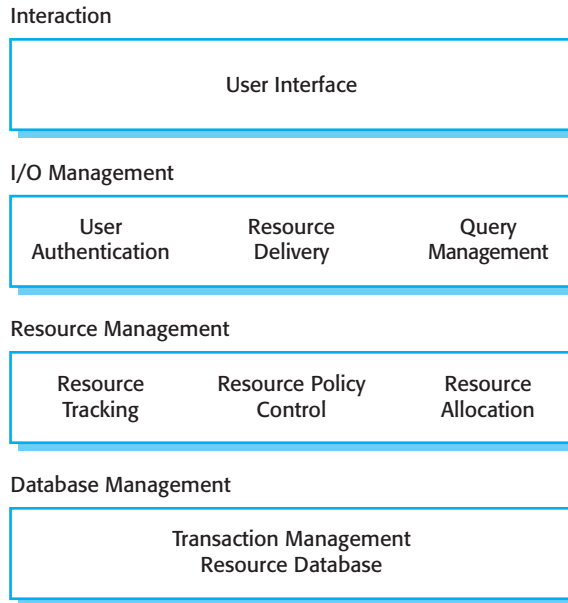 Interaction
User Interface
I/O Management
User
Authentication
Resource
Delivery
Query
Management
Resource Management
Resource
Tracking
Resource Policy
Control
Resource
Allocation
Database Management
Transaction Management
Resource Database